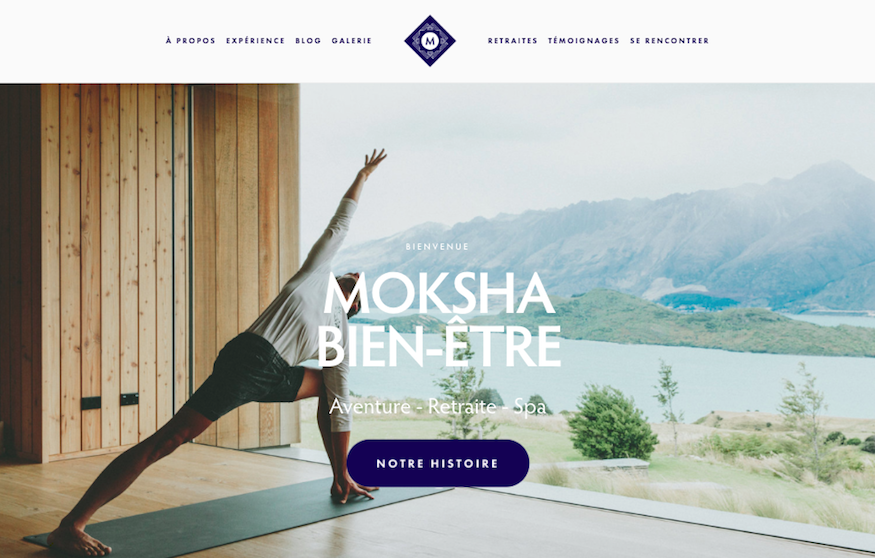 À PROPOS EXPÉRIENCE BLOG GALERIE M RETRAITES TÉMOIGNAGES SE RENCONTRER
BIENVENUE
MOKSHA
BIEN-ÊTRE
Aventure - Retraite - Spa
NOTRE HISTOIRE